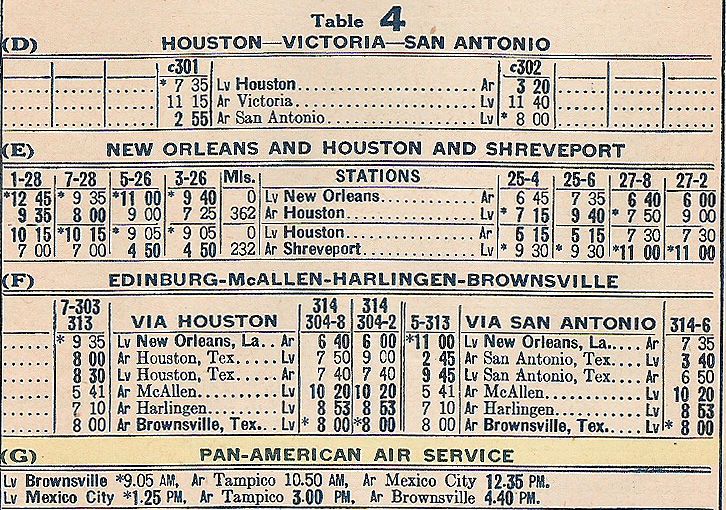 Table 4
(D) HOUSTON—VICTORIA—SAN ANTONIO
c301 c302
* 7 35 Lv Houston Ar 3 20
11 15 Ar Victoria Lv 11 40
2 55 Ar San Antonio Lv * 8 00
(E) NEW ORLEANS AND HOUSTON AND SHREVEPORT
1-28 7-28 5-26 3-26 Mls. STATIONS 25-4 25-6 27-8 27-2
*12 45 * 9 35 *11 00 * 9 40 0 Lv New Orleans Ar 6 45 7 35 6 40 6 00
9 35 8 00 9 00 7 25 362 Ar Houston Lv * 7 15 9 40 * 7 50 9 00
10 15 *10 15 * 9 05 * 9 05 0 Lv Houston Ar 5 15 5 15 7 30 7 30
7 00 7 00 4 50 4 50 232 Ar Shreveport Lv * 9 30 * 9 30 *11 00 *11 00
(F) EDINBURG-McALLEN-HARLINGEN-BROWNSVILLE
7-303 314 314
313 VIA HOUSTON 304-8 304-2 5-313 VIA SAN ANTONIO 314-6
* 9 35 Lv New Orleans, La. Ar 6 40 6 00 *11 00 Lv New Orleans, La. Ar 7 35
8 00 Ar Houston, Tex. Lv 7 50 9 00 2 45 Ar San Antonio, Tex. Lv 3 40
8 30 Lv Houston, Tex. Ar 7 40 7 40 9 45 Lv San Antonio, Tex. Ar 6 50
5 41 Ar McAllen Lv 10 20 10 20 5 41 Ar McAllen Lv 10 20
7 10 Ar Harlingen Lv 8 53 8 53 7 10 Ar Harlingen Lv 8 53
8 00 Ar Brownsville, Tex. Lv * 8 00 *8 00 8 00 Ar Brownsville, Tex. Lv * 8 00
(G) PAN-AMERICAN AIR SERVICE
Lv Brownsville *9.05 AM, Ar Tampico 10.50 AM, Ar Mexico City 12.35 PM.
Lv Mexico City *1.25 PM, Ar Tampico 3.00 PM, Ar Brownsville 4.40 PM.